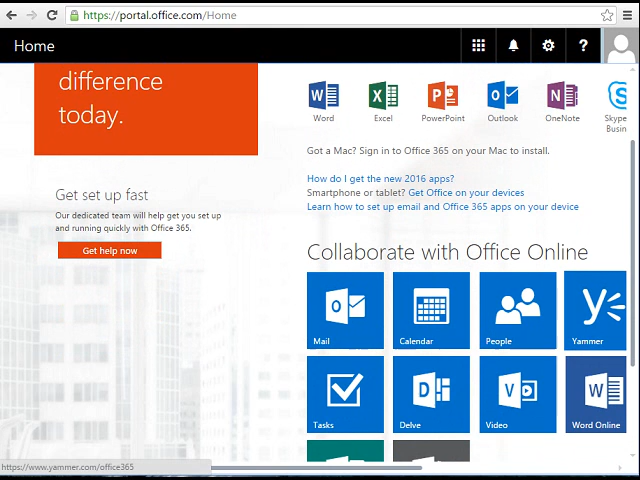 https://portal.office.com/Home
Home
?
difference
today.
Word
Excel
PowerPoint
Outlook
OneNote
Skype
Busin
Got a Mac? Sign in to Office 365 on your Mac to install.
How do I get the new 2016 apps?
Smartphone or tablet? Get Office on your devices
Learn how to set up email and Office 365 apps on your device
Get set up fast
Our dedicated team will help get you set up
and running quickly with Office 365.
Get help now
Collaborate with Office Online
Mail
Calendar
People
Yammer
Tasks
Delve
Video
Word Online
https://www.yammer.com/office365